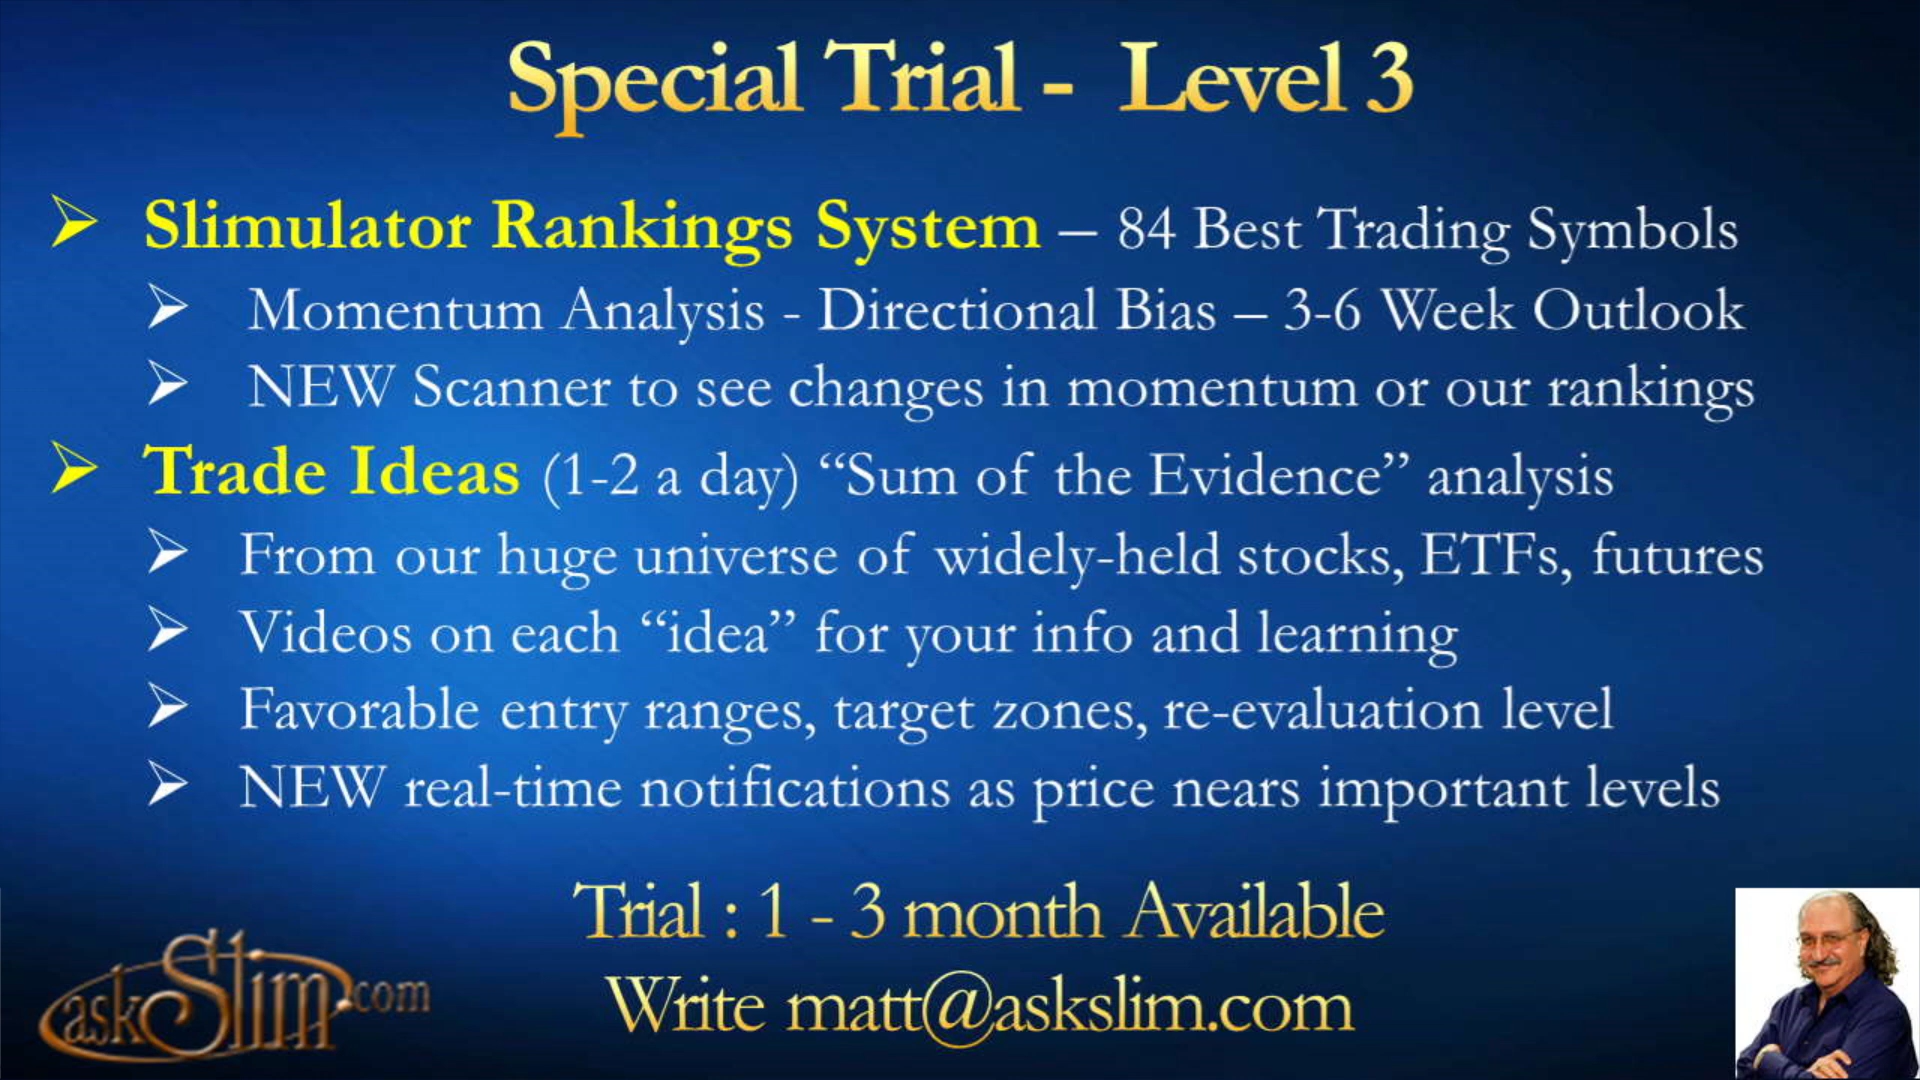 Special Trial - Level 3
Slimulator Rankings System – 84 Best Trading Symbols
Momentum Analysis - Directional Bias – 3-6 Week Outlook
NEW Scanner to see changes in momentum or our rankings
Trade Ideas (1-2 a day) “Sum of the Evidence” analysis
From our huge universe of widely-held stocks, ETFs, futures
Videos on each “idea” for your info and learning
Favorable entry ranges, target zones, re-evaluation level
NEW real-time notifications as price nears important levels
Trial : 1 - 3 month Available
Write matt@askslim.com
askSlim.com